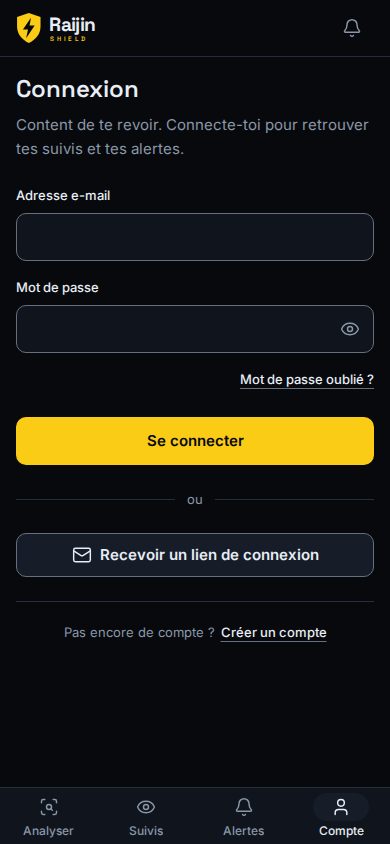 Raijin
SHIELD
Connexion
Content de te revoir. Connecte-toi pour retrouver
tes suivis et tes alertes.
Adresse e-mail
Mot de passe
Mot de passe oublié ?
Se connecter
ou
Recevoir un lien de connexion
Pas encore de compte ? Créer un compte
Analyser Suivis Alertes Compte